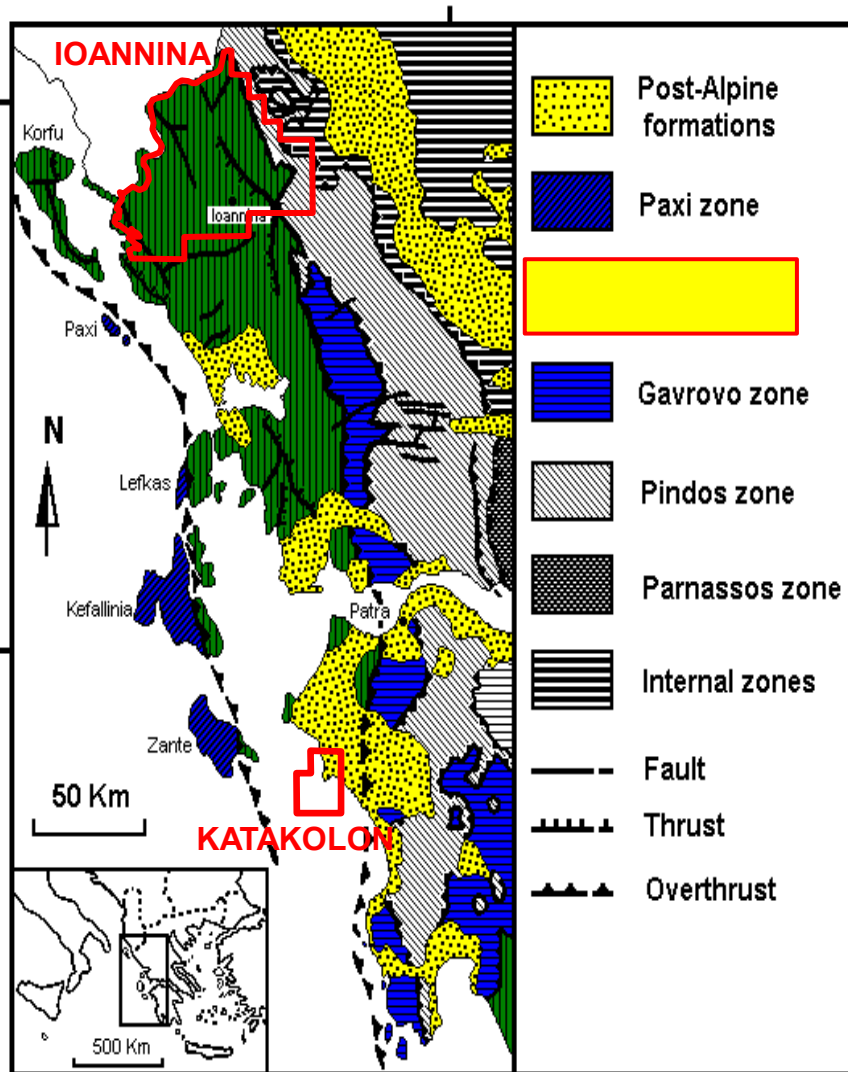 IOANNINA
Korfu
Ioannina
Paxi
N
Lefkas
Kefallinia
Patra
Zante
50 Km
KATAKOLON
500 Km
Post-Alpine
formations
Paxi zone
Gavrovo zone
Pindos zone
Parnassos zone
Internal zones
Fault
Thrust
Overthrust